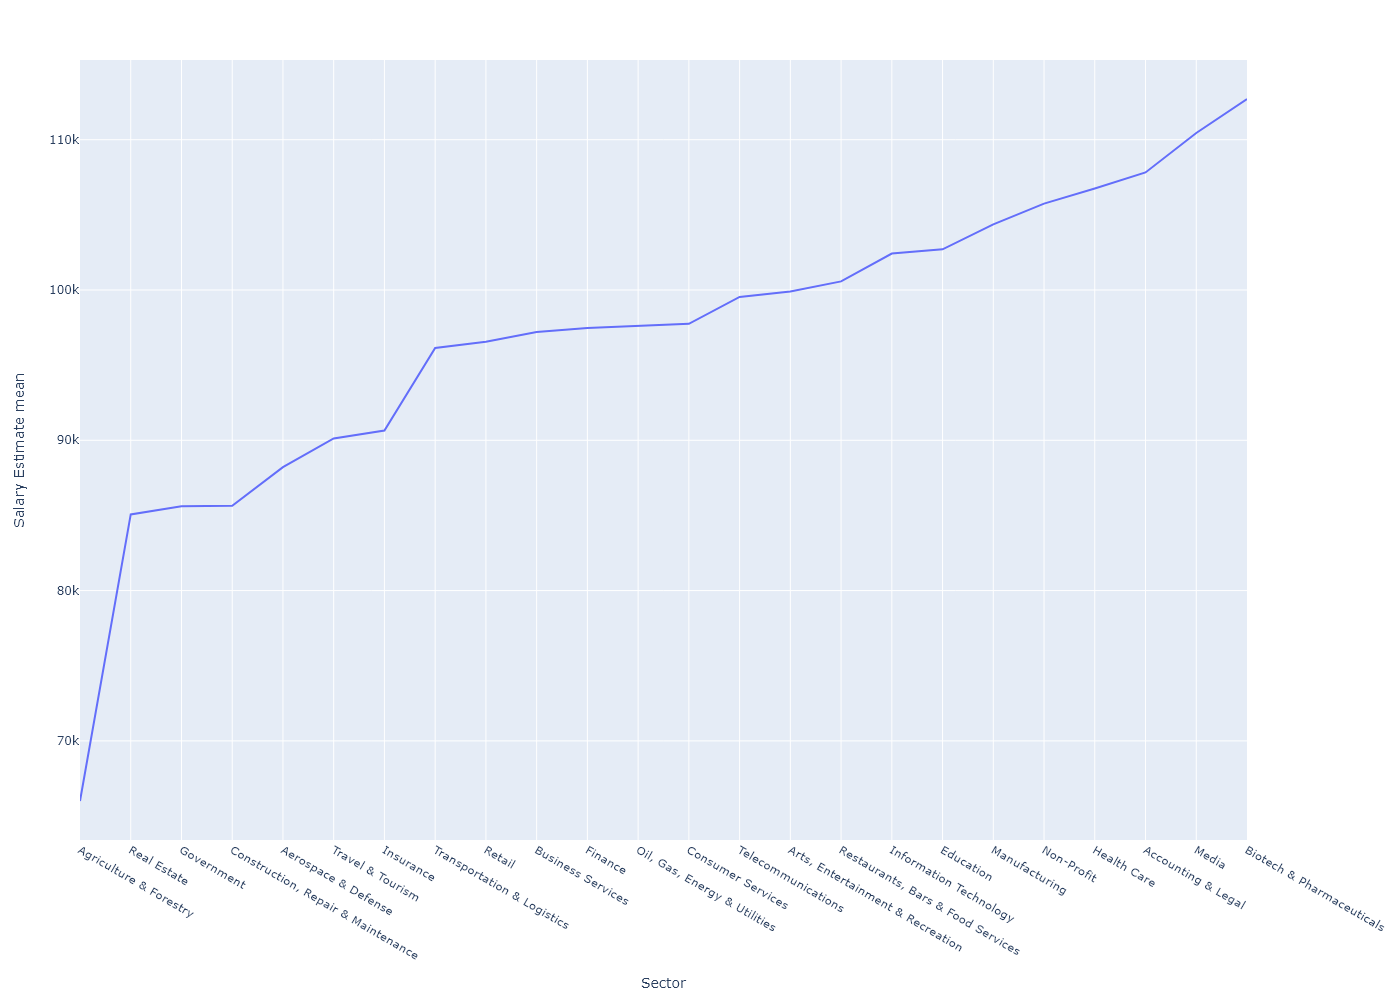 110k
100k
90k
80k
70k
Salary Estimate mean
Agriculture & Forestry
Real Estate
Government
Construction, Repair & Maintenance
Aerospace & Defense
Travel & Tourism
Insurance
Transportation & Logistics
Retail
Business Services
Finance
Oil, Gas, Energy & Utilities
Consumer Services
Telecommunications
Arts, Entertainment & Recreation
Restaurants, Bars & Food Services
Information Technology
Education
Manufacturing
Non-Profit
Health Care
Accounting & Legal
Media
Biotech & Pharmaceuticals
Sector